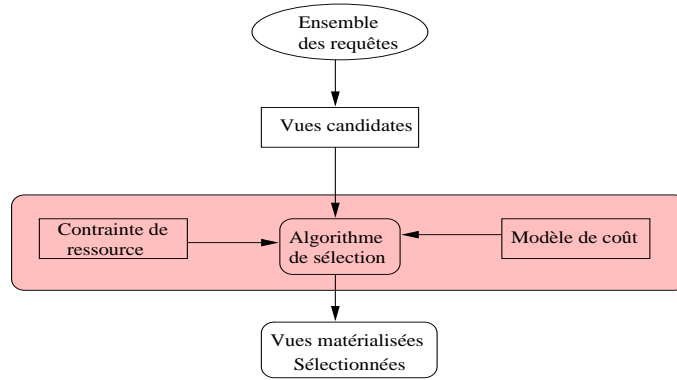 Ensemble
des requêtes
Vues candidates
Contrainte de
ressource
Algorithme
de sélection
Modèle de coût
Vues matérialisées
Sélectionnées